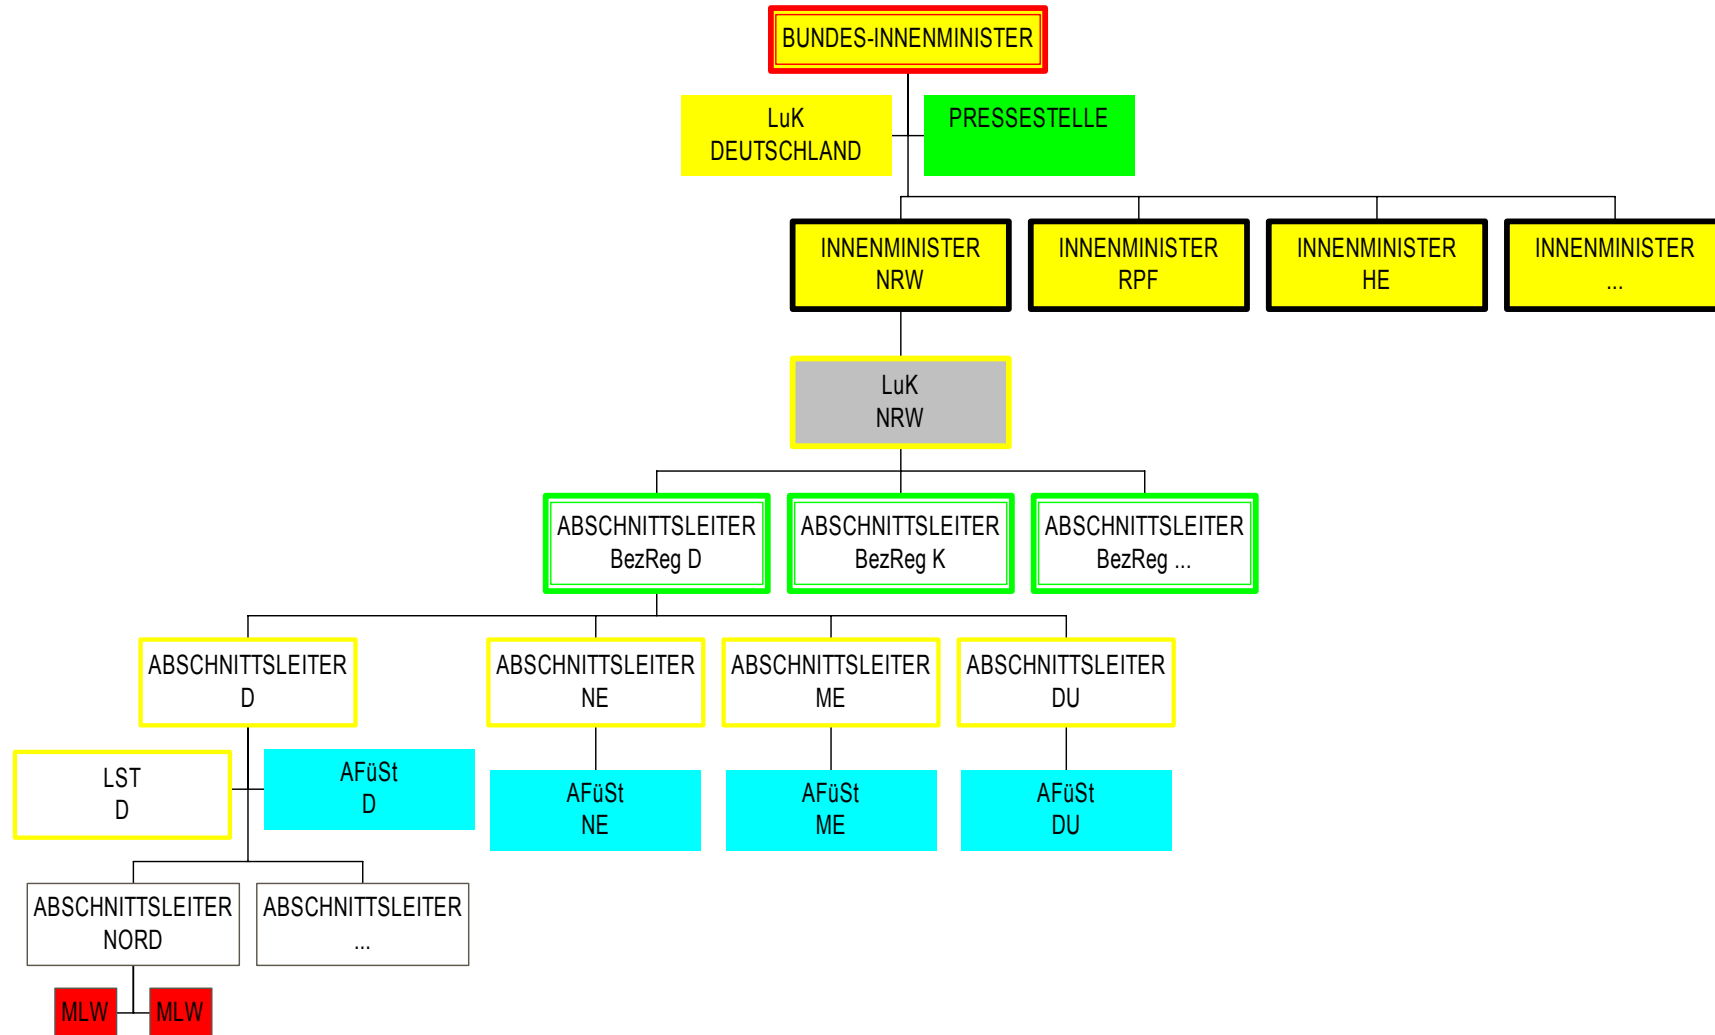 BUNDES-INNENMINISTER
LuK
DEUTSCHLAND
PRESSESTELLE
INNENMINISTER
NRW
INNENMINISTER
RPF
INNENMINISTER
HE
INNENMINISTER
...
LuK
NRW
ABSCHNITTSLEITER
BezReg D
ABSCHNITTSLEITER
BezReg K
ABSCHNITTSLEITER
BezReg ...
ABSCHNITTSLEITER
D
ABSCHNITTSLEITER
NE
ABSCHNITTSLEITER
ME
ABSCHNITTSLEITER
DU
LST
D
AFüSt
D
AFüSt
NE
AFüSt
ME
AFüSt
DU
ABSCHNITTSLEITER
NORD
ABSCHNITTSLEITER
...
MLW
MLW